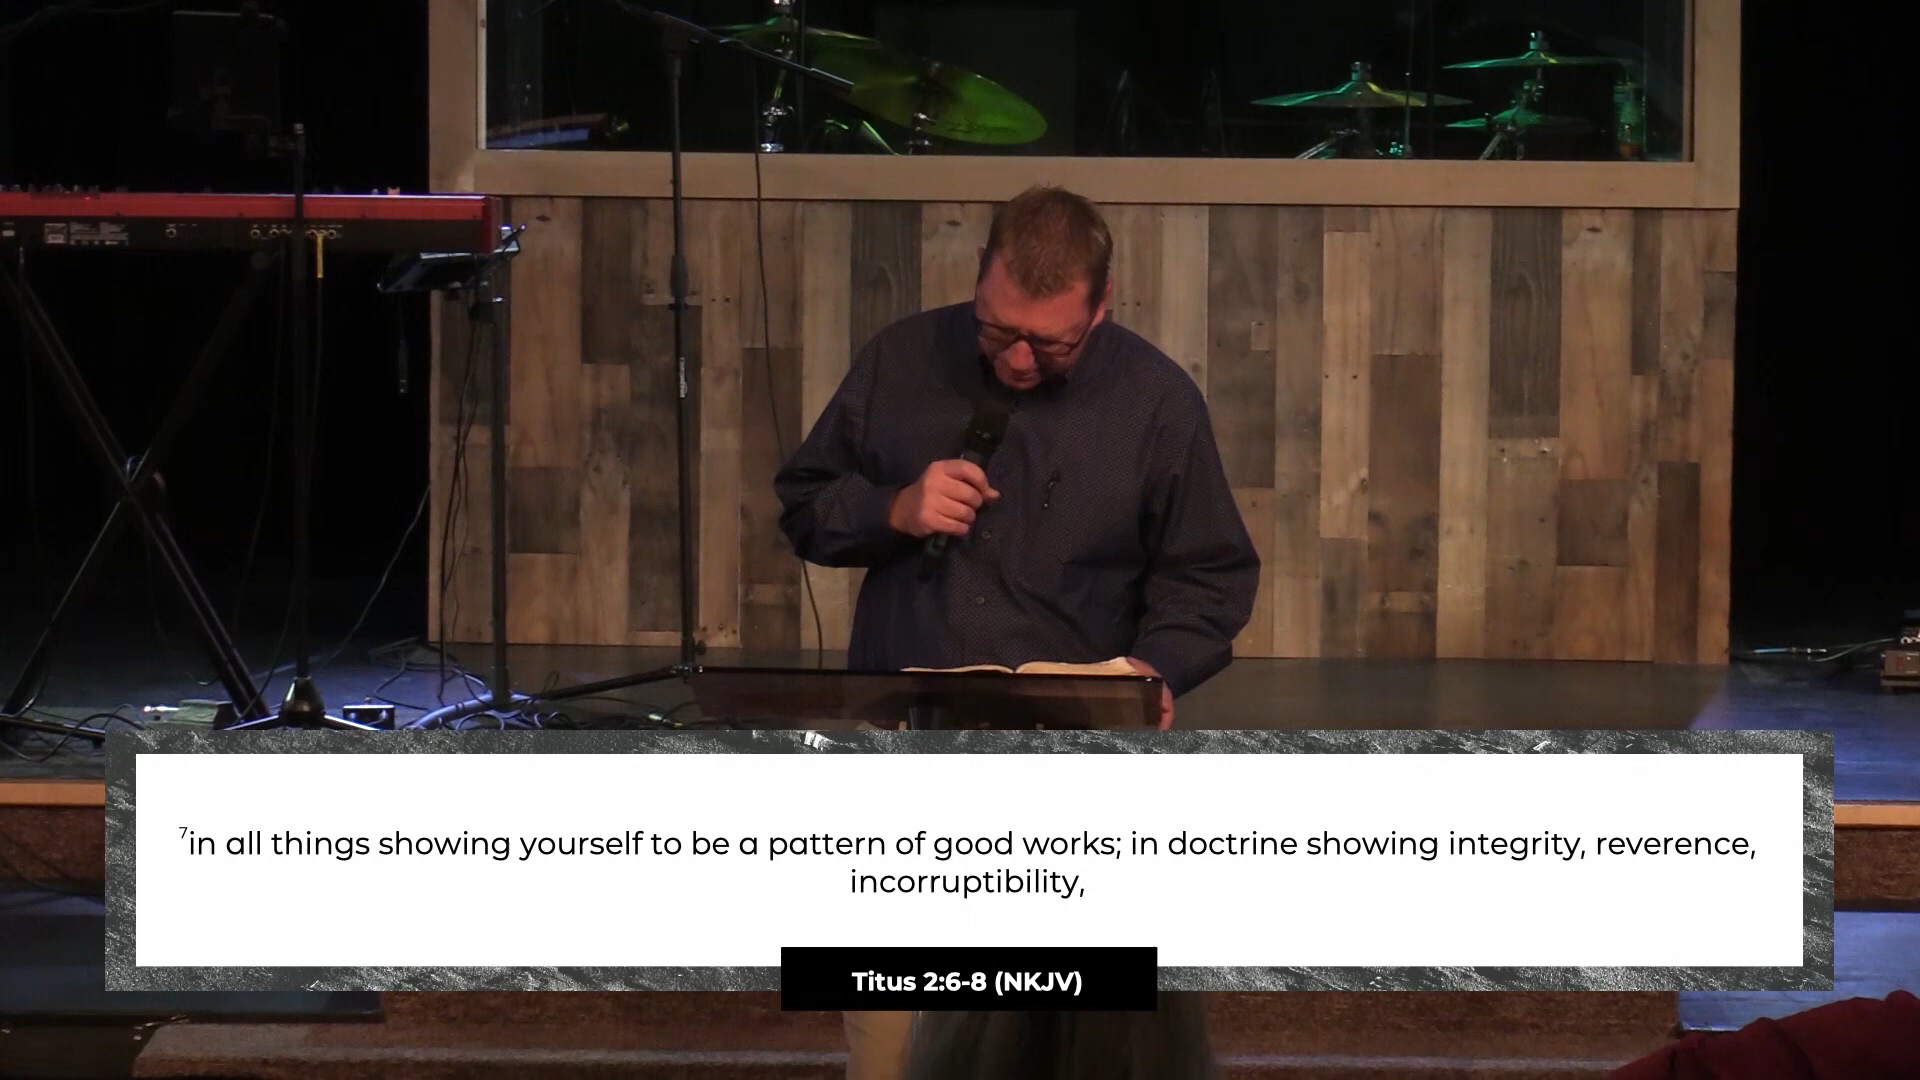 ⁷in all things showing yourself to be a pattern of good works; in doctrine showing integrity, reverence,
incorruptibility,
Titus 2:6-8 (NKJV)